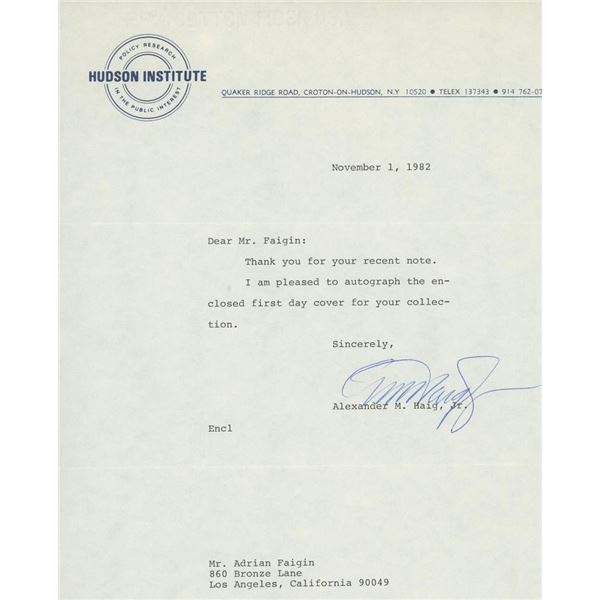 POLICY RESEARCH
HUDSON INSTITUTE
IN THE PUBLIC INTEREST
QUAKER RIDGE ROAD, CROTON-ON-HUDSON, N.Y. 10520 ● TELEX 137343 ● 914 762-07
November 1, 1982
Dear Mr. Faigin:
Thank you for your recent note.
I am pleased to autograph the en-
closed first day cover for your collec-
tion.
Sincerely,
Alexander M. Haig, Jr.
Encl
Mr. Adrian Faigin
860 Bronze Lane
Los Angeles, California 90049